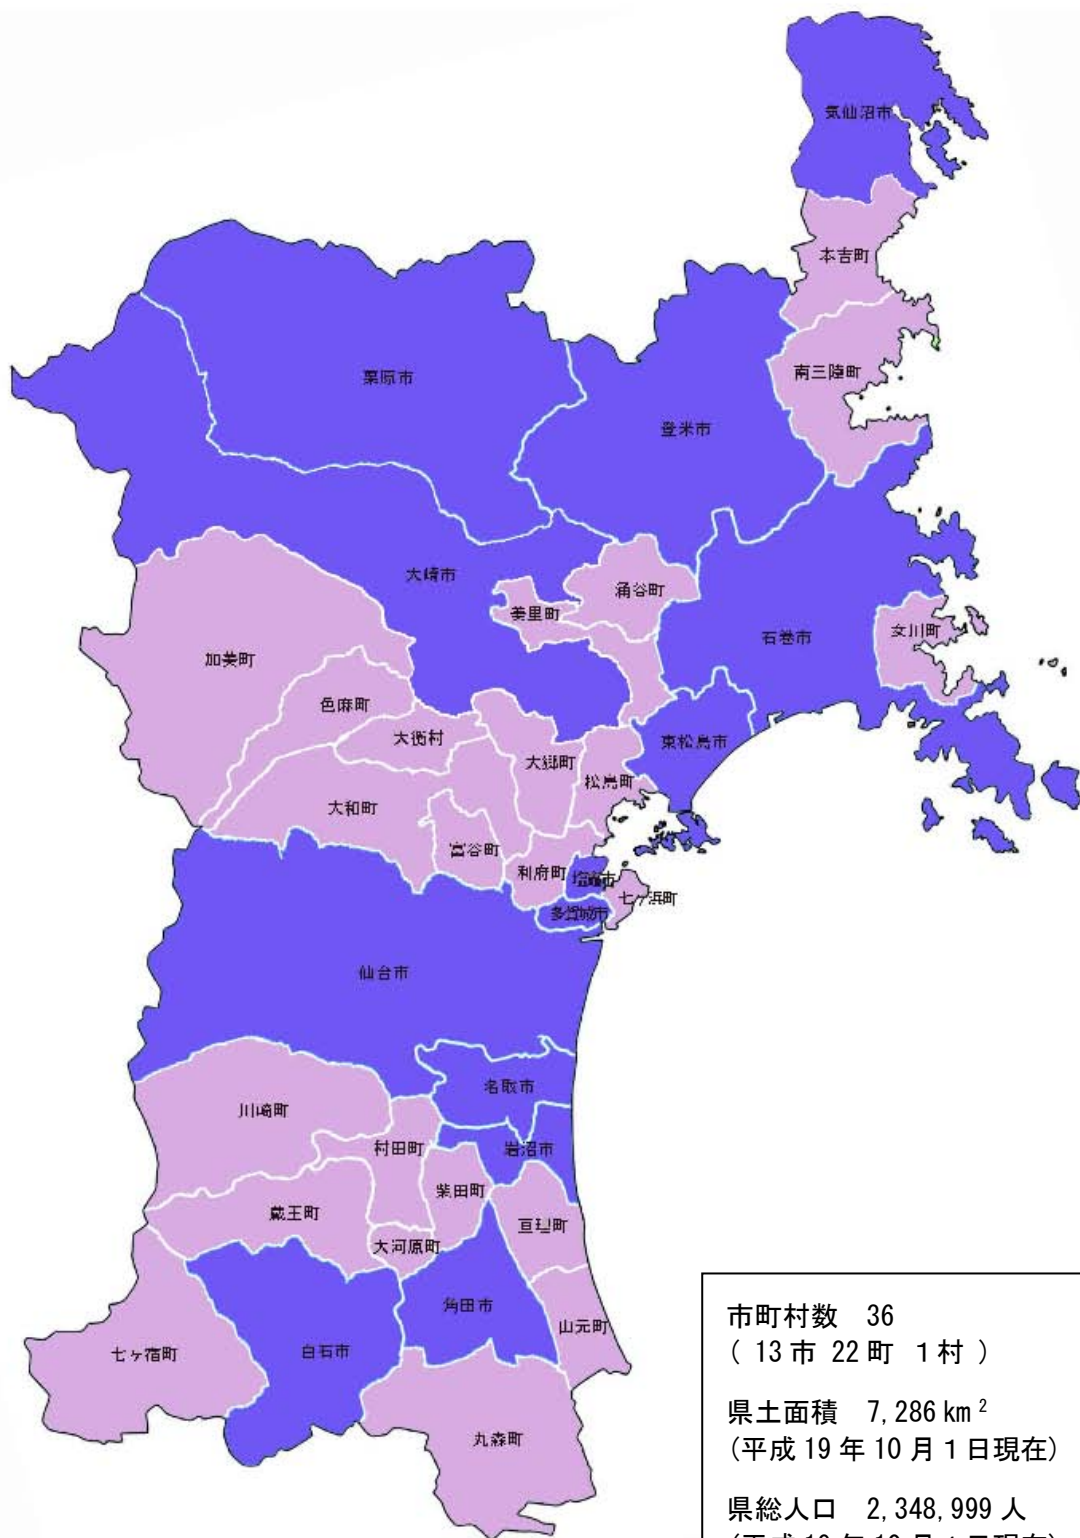 気仙沼市
本吉町
南三陸町
栗原市
登米市
大崎市
涌谷町
美里町
石巻市
女川町
加美町
色麻町
大衡村
東松島市
大郷町
松島町
大和町
富谷町
利府町
塩竈市
七ヶ浜町
多賀城市
仙台市
名取市
川崎町
村田町
岩沼市
柴田町
蔵王町
亘理町
大河原町
角田市
山元町
七ヶ宿町
白石市
丸森町
市町村数 36
( 13市 22町 1村 )
県土面積 7,286 km²
(平成 19 年 10 月 1 日現在)
県総人口 2,348,999 人